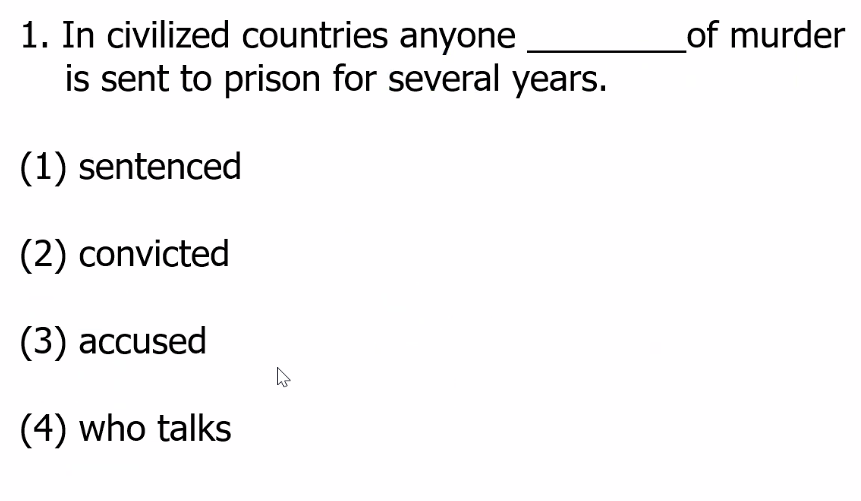 1. In civilized countries anyone _________of murder
is sent to prison for several years.
(1) sentenced
(2) convicted
(3) accused
(4) who talks